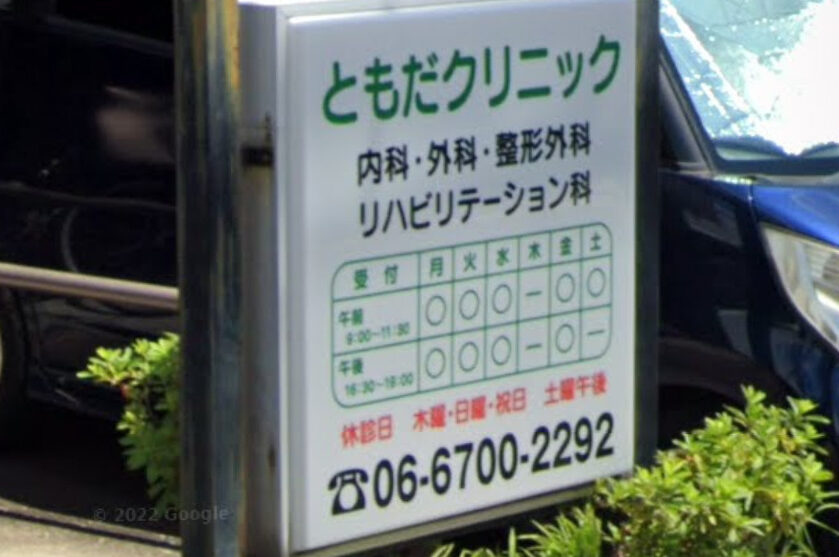 ともだクリニック
内科・外科・整形外科
リハビリテーション科
受付 月 火 水 木 金 土
午前 9:00~11:30 ○ ○ ○ ー ○ ○
午後 16:30~19:00 ○ ○ ○ ー ○ ー
休診日 木曜・日曜・祝日 土曜午後
☎06-6700-2292
© 2022 Google